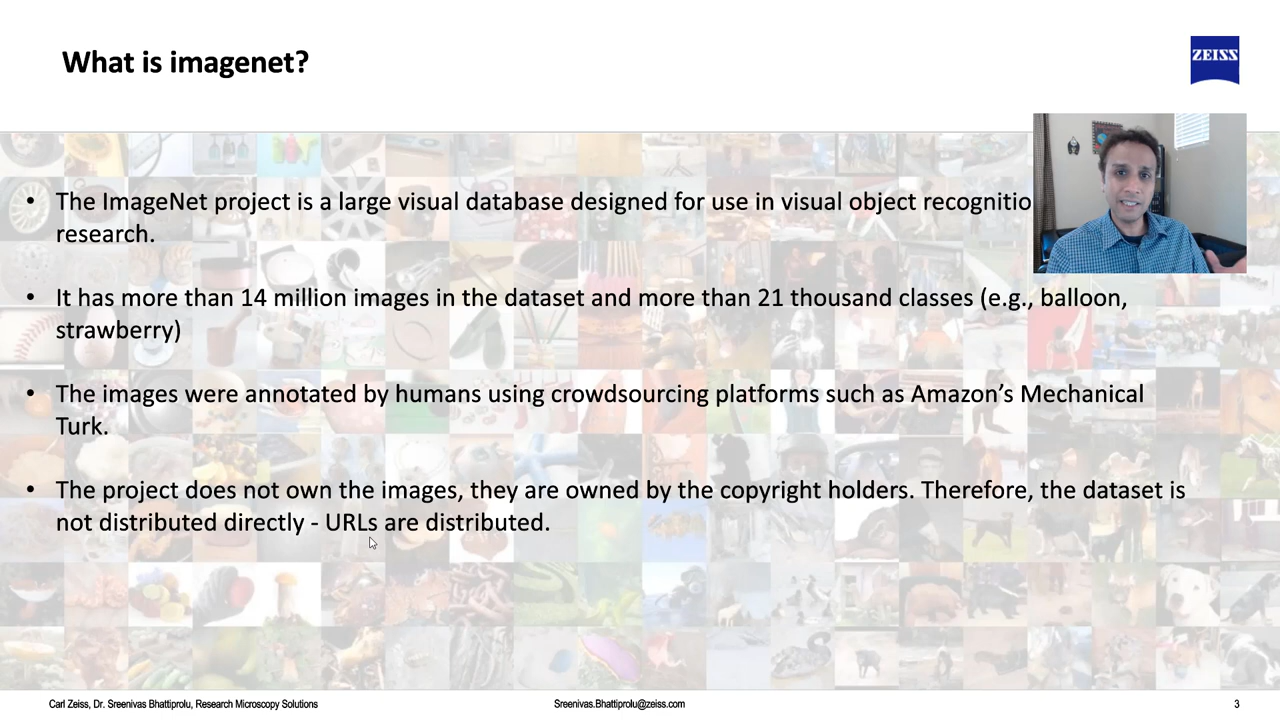 What is imagenet?
ZEISS
• The ImageNet project is a large visual database designed for use in visual object recognitio
research.
• It has more than 14 million images in the dataset and more than 21 thousand classes (e.g., balloon,
strawberry)
• The images were annotated by humans using crowdsourcing platforms such as Amazon’s Mechanical
Turk.
• The project does not own the images, they are owned by the copyright holders. Therefore, the dataset is
not distributed directly - URLs are distributed.
Carl Zeiss, Dr. Sreenivas Bhattiprolu, Research Microscopy Solutions
Sreenivas.Bhattiprolu@zeiss.com
3